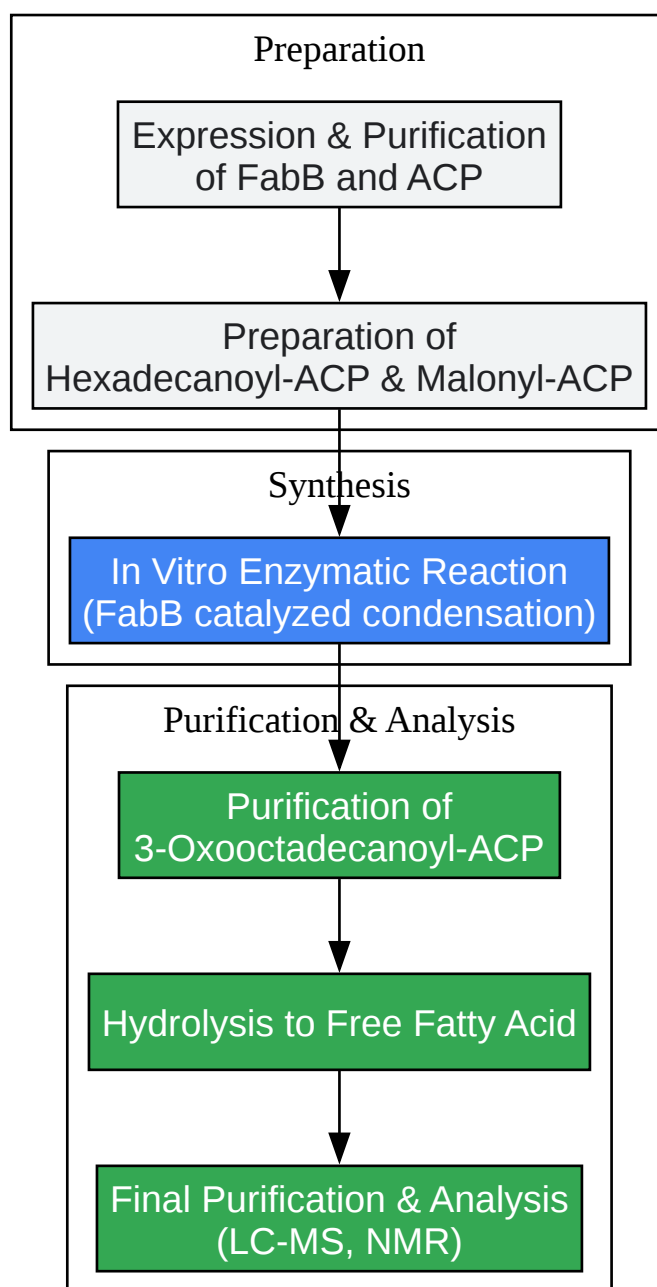 Preparation
Expression & Purification
of FabB and ACP
Preparation of
Hexadecanoyl-ACP & Malonyl-ACP
Synthesis
In Vitro Enzymatic Reaction
(FabB catalyzed condensation)
Purification & Analysis
Purification of
3-Oxooctadecanoyl-ACP
Hydrolysis to Free Fatty Acid
Final Purification & Analysis
(LC-MS, NMR)